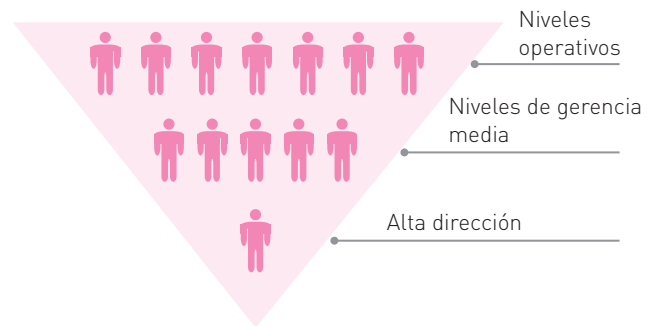 Niveles
operativos
Niveles de gerencia
media
Alta dirección